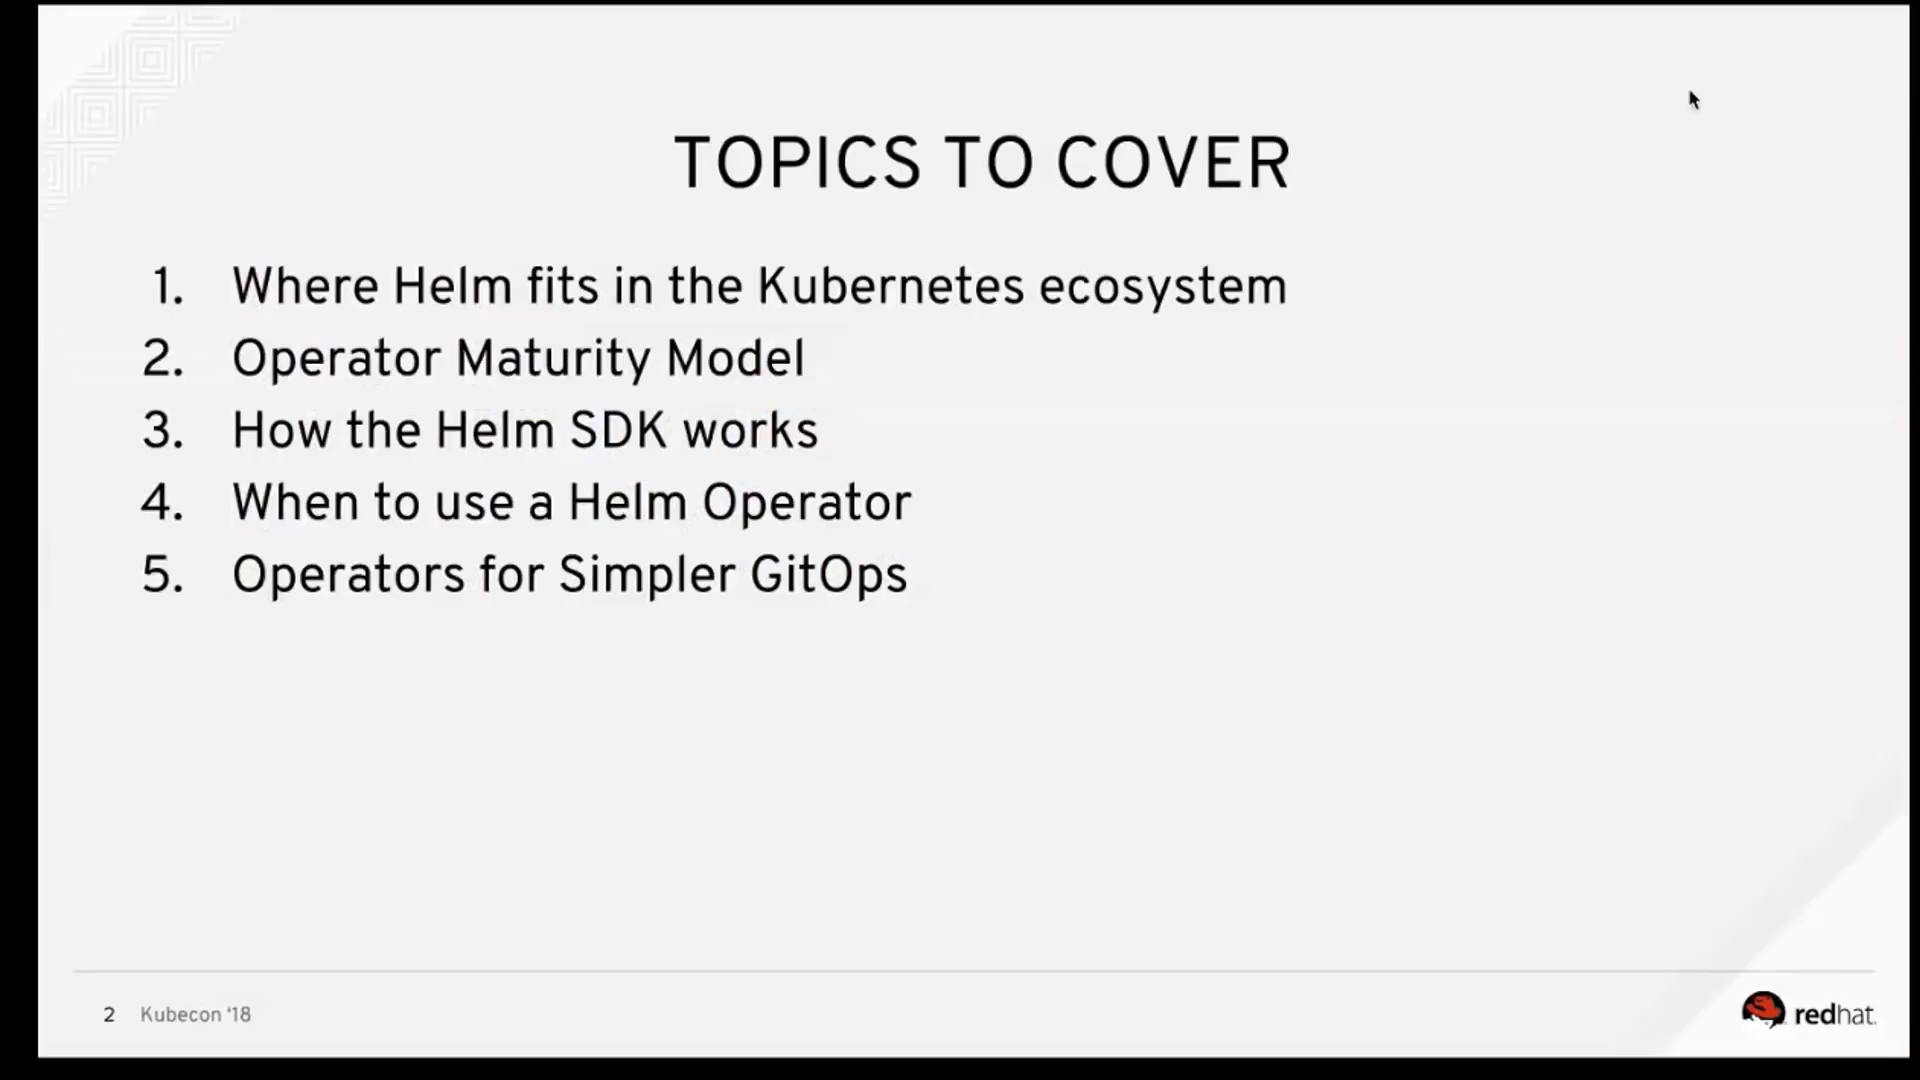 TOPICS TO COVER
1. Where Helm fits in the Kubernetes ecosystem
2. Operator Maturity Model
3. How the Helm SDK works
4. When to use a Helm Operator
5. Operators for Simpler GitOps
2 Kubecon ‘18
redhat.